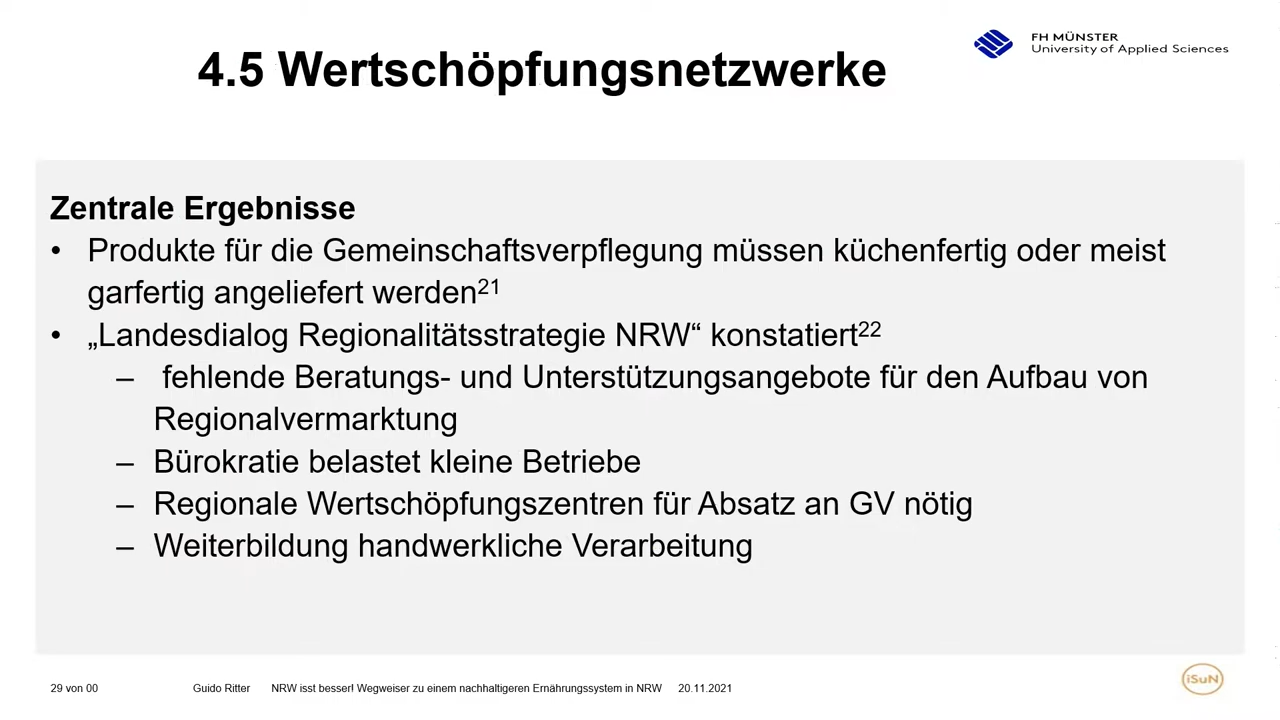 4.5 Wertschöpfungsnetzwerke
FH MÜNSTER
University of Applied Sciences
Zentrale Ergebnisse
• Produkte für die Gemeinschaftsverpflegung müssen küchenfertig oder meist
garfertig angeliefert werden²¹
• „Landesdialog Regionalitätsstrategie NRW“ konstatiert²²
– fehlende Beratungs- und Unterstützungsangebote für den Aufbau von
Regionalvermarktung
– Bürokratie belastet kleine Betriebe
– Regionale Wertschöpfungszentren für Absatz an GV nötig
– Weiterbildung handwerkliche Verarbeitung
29 von 00 Guido Ritter NRW isst besser! Wegweiser zu einem nachhaltigeren Ernährungssystem in NRW 20.11.2021
iSuN